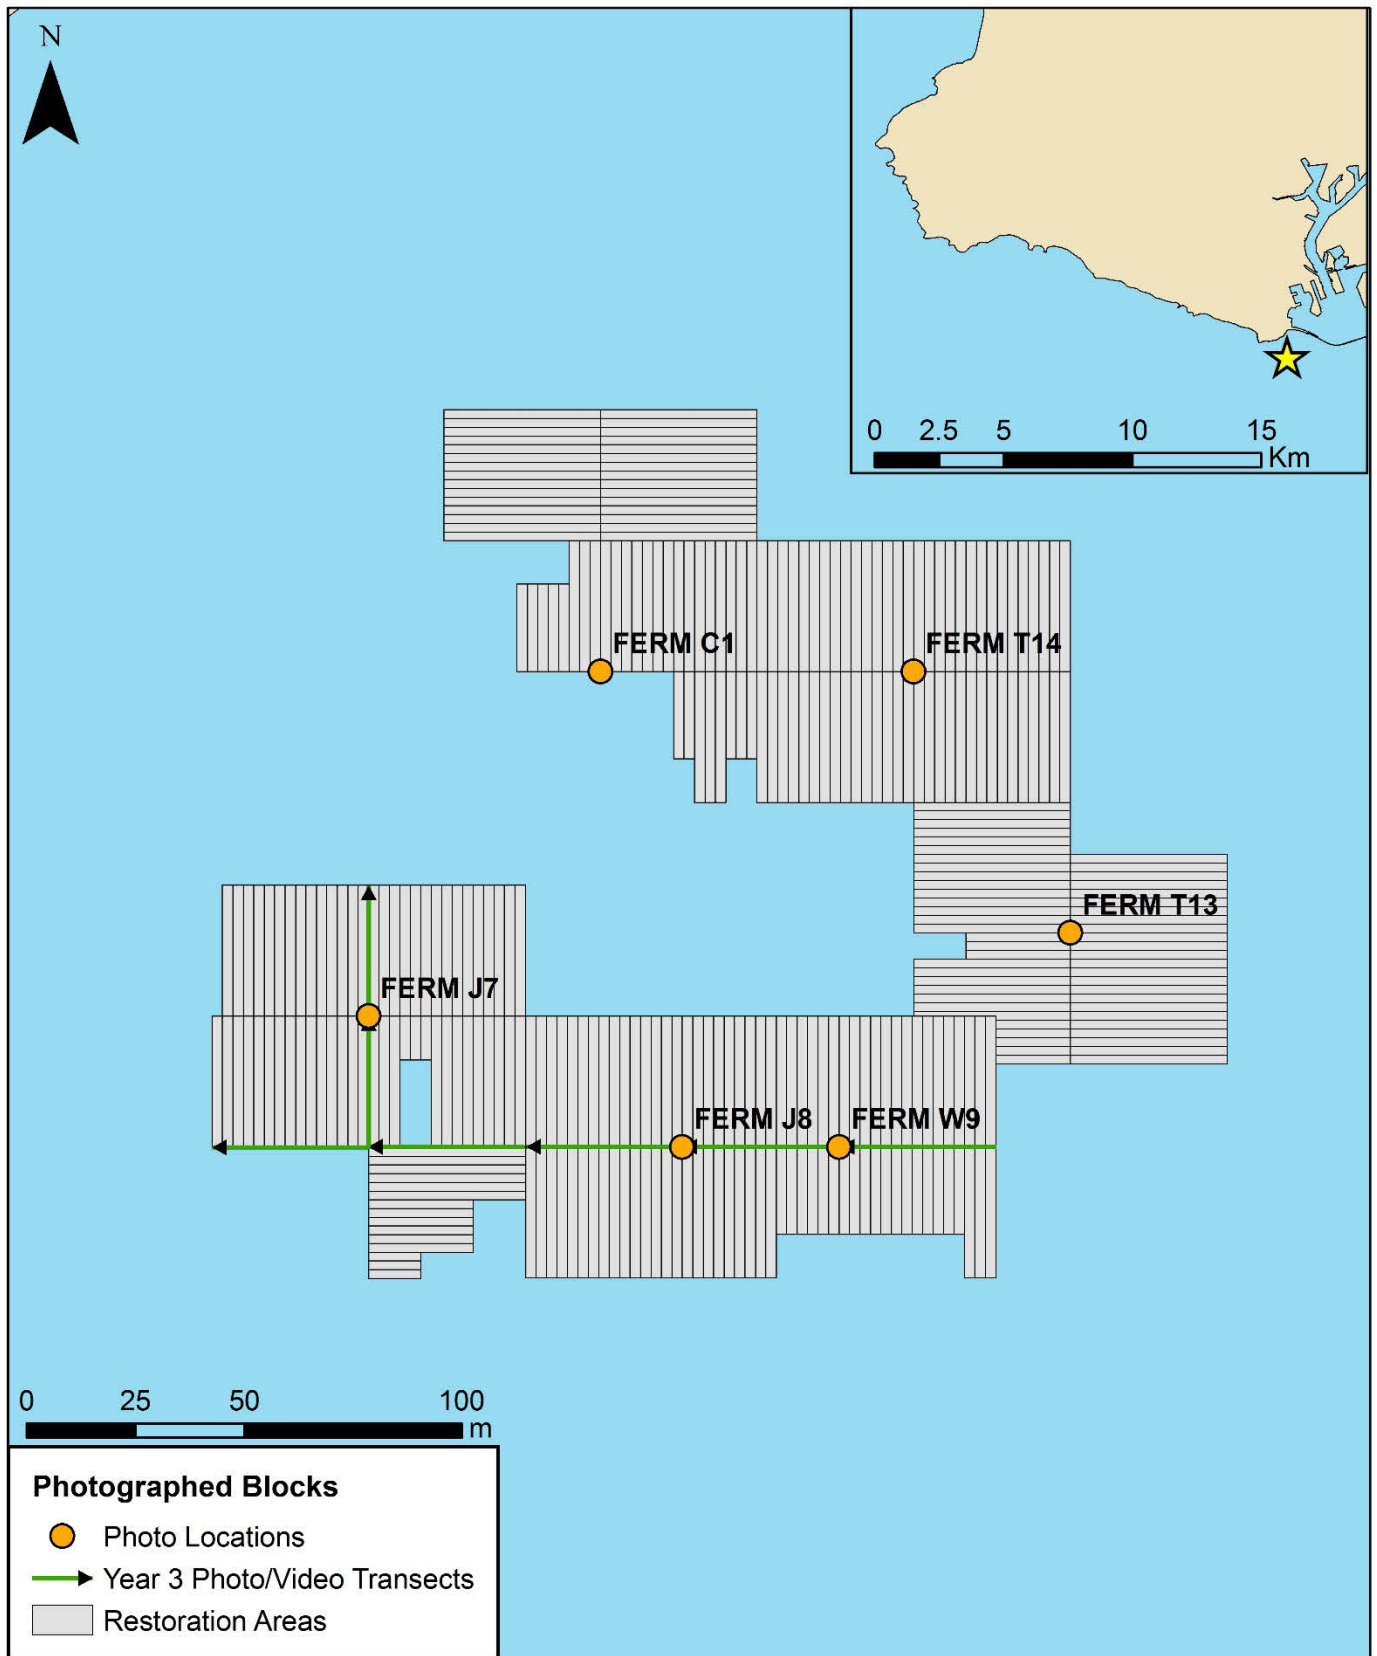 N
0 2.5 5 10 15
Km
FERM C1
FERM T14
FERM T13
FERM J7
FERM J8
FERM W9
0 25 50 100
m
Photographed Blocks
Photo Locations
Year 3 Photo/Video Transects
Restoration Areas